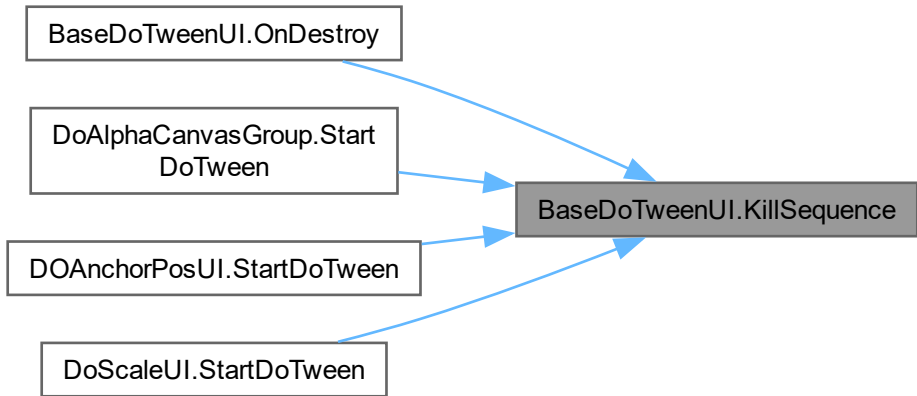 BaseDoTweenUI.OnDestroy
DoAlphaCanvasGroup.Start
DoTween
BaseDoTweenUI.KillSequence
DOAnchorPosUI.StartDoTween
DoScaleUI.StartDoTween